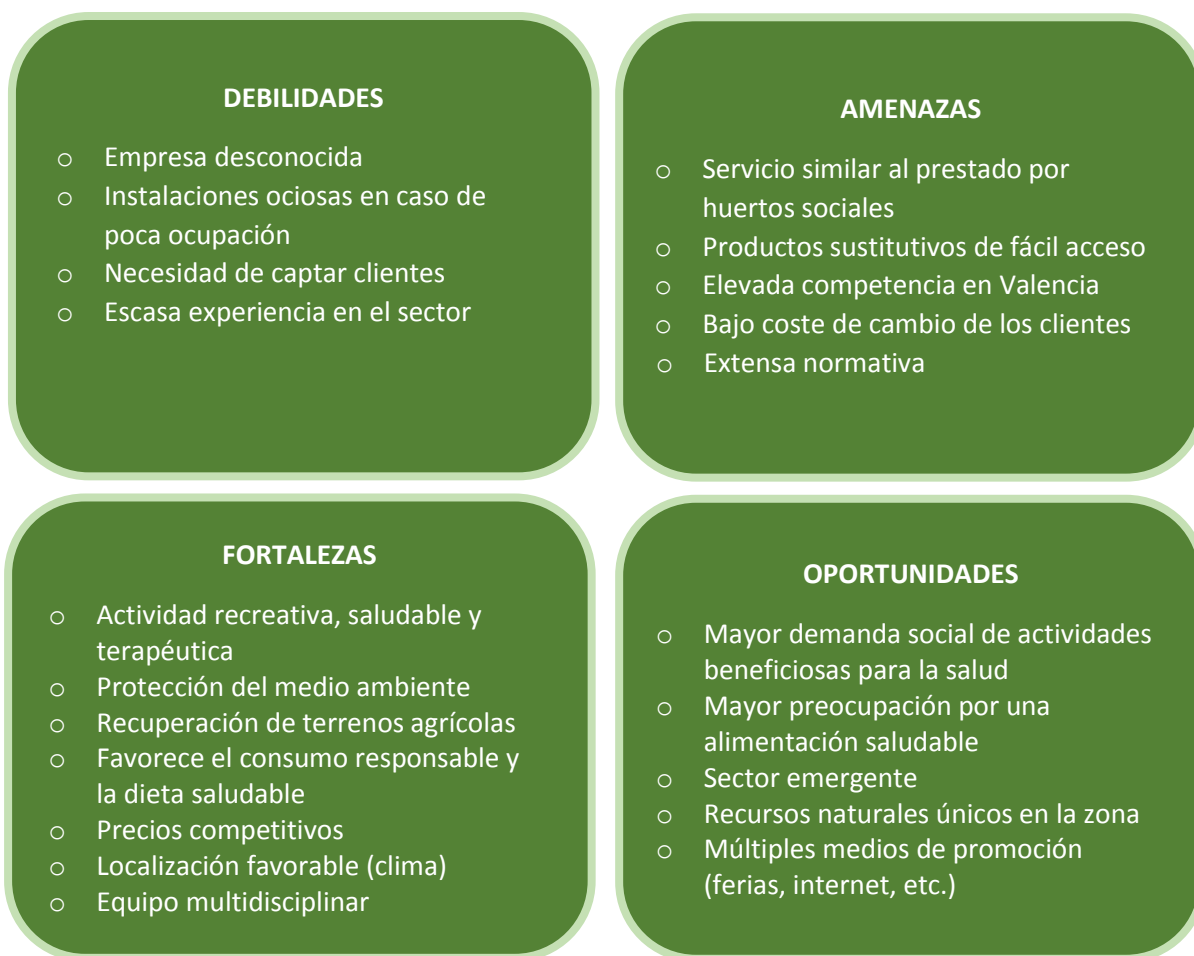 DEBILIDADES
o Empresa desconocida
o Instalaciones ociosas en caso de
poca ocupación
o Necesidad de captar clientes
o Escasa experiencia en el sector
AMENAZAS
o Servicio similar al prestado por
huertos sociales
o Productos sustitutivos de fácil acceso
o Elevada competencia en Valencia
o Bajo coste de cambio de los clientes
o Extensa normativa
FORTALEZAS
o Actividad recreativa, saludable y
terapéutica
o Protección del medio ambiente
o Recuperación de terrenos agrícolas
o Favorece el consumo responsable y
la dieta saludable
o Precios competitivos
o Localización favorable (clima)
o Equipo multidisciplinar
OPORTUNIDADES
o Mayor demanda social de actividades
beneficiosas para la salud
o Mayor preocupación por una
alimentación saludable
o Sector emergente
o Recursos naturales únicos en la zona
o Múltiples medios de promoción
(ferias, internet, etc.)